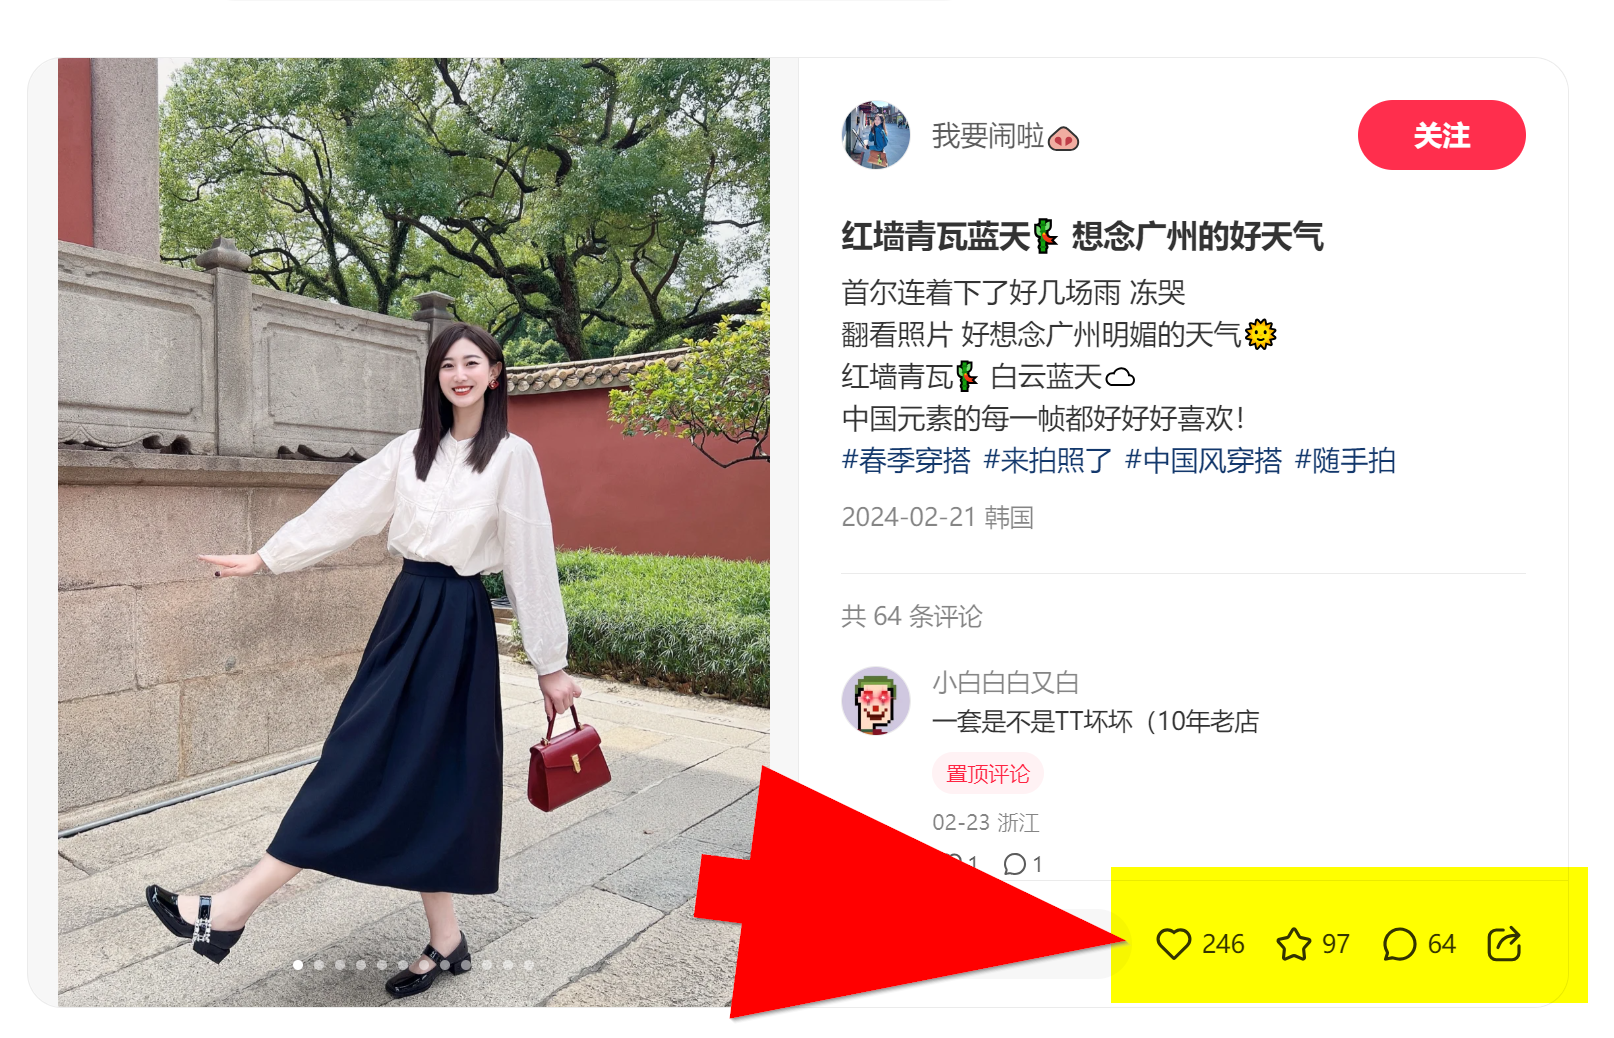 我要闹啦
关注
红墙青瓦蓝天 想念广州的好天气
首尔连着下了好几场雨 冻哭
翻看照片 好想念广州明媚的天气
红墙青瓦 白云蓝天
中国元素的每一帧都好好好喜欢！
#春季穿搭 #来拍照了 #中国风穿搭 #随手拍
2024-02-21 韩国
共 64 条评论
小白白白又白
一套是不是TT坏坏（10年老店
置顶评论
02-23 浙江
1 1
246 97 64